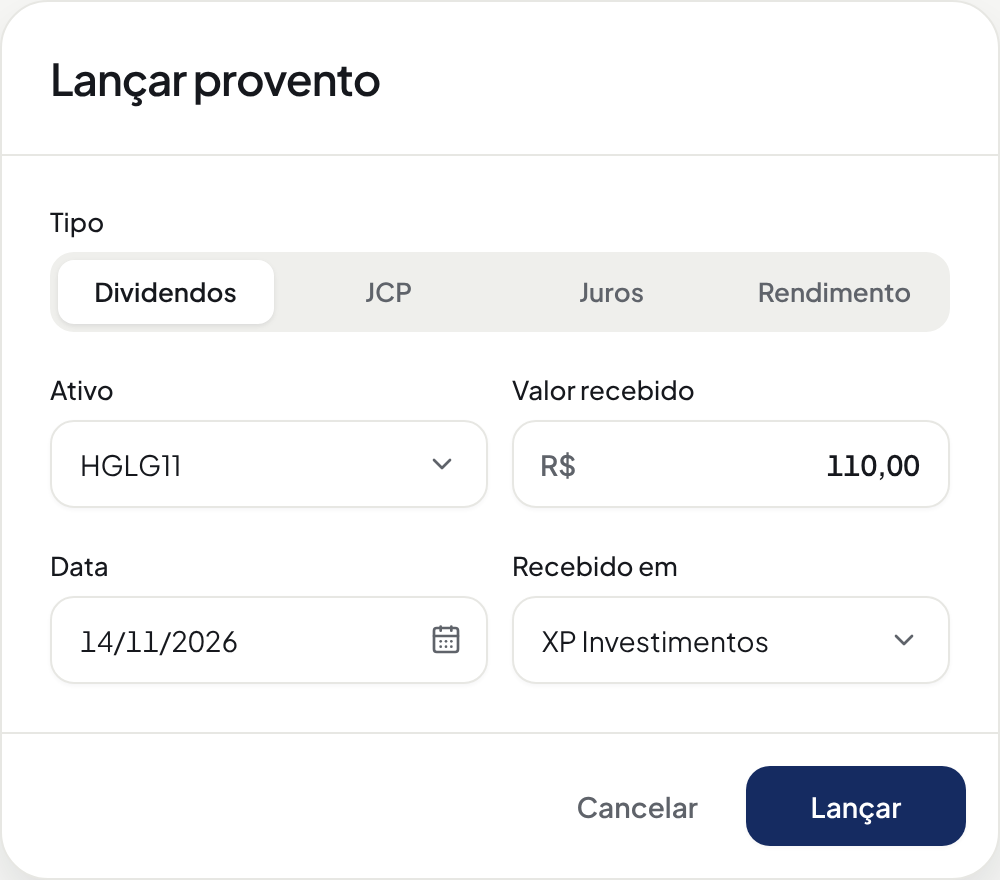 Lançar provento
Tipo
Dividendos JCP Juros Rendimento
Ativo Valor recebido
HGLG11 R$ 110,00
Data Recebido em
14/11/2026 XP Investimentos
Cancelar Lançar